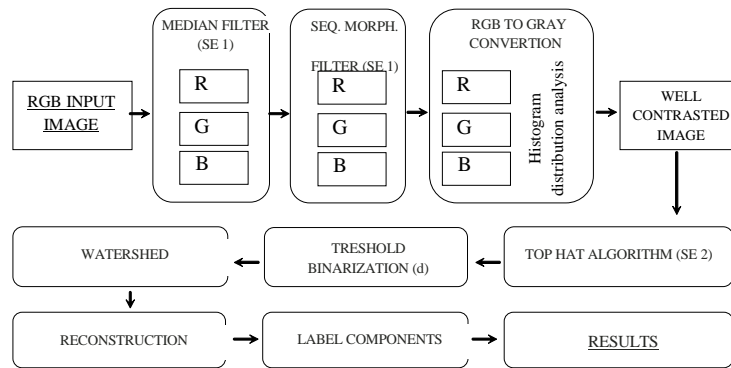 RGB INPUT
IMAGE
MEDIAN FILTER
(SE 1)
R
G
B
SEQ. MORPH.
FILTER (SE 1)
R
G
B
RGB TO GRAY
CONVERTION
R
G
B
Histogram
distribution analysis
WELL
CONTRASTED
IMAGE
TOP HAT ALGORITHM (SE 2)
TRESHOLD
BINARIZATION (d)
WATERSHED
RECONSTRUCTION
LABEL COMPONENTS
RESULTS